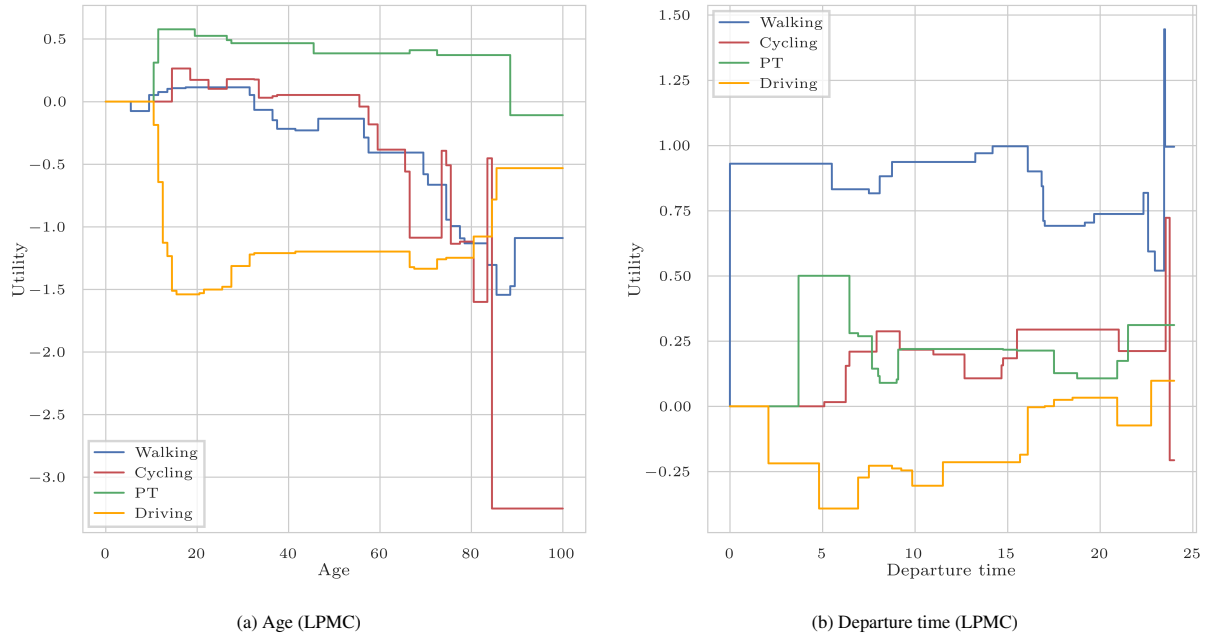 0.5
0.0
−0.5
−1.0
−1.5
−2.0
−2.5
−3.0
Utility
Walking
Cycling
PT
Driving
0 20 40 60 80 100
Age
(a) Age (LPMC)
1.50
1.25
1.00
0.75
0.50
0.25
0.00
−0.25
Utility
Walking
Cycling
PT
Driving
0 5 10 15 20 25
Departure time
(b) Departure time (LPMC)